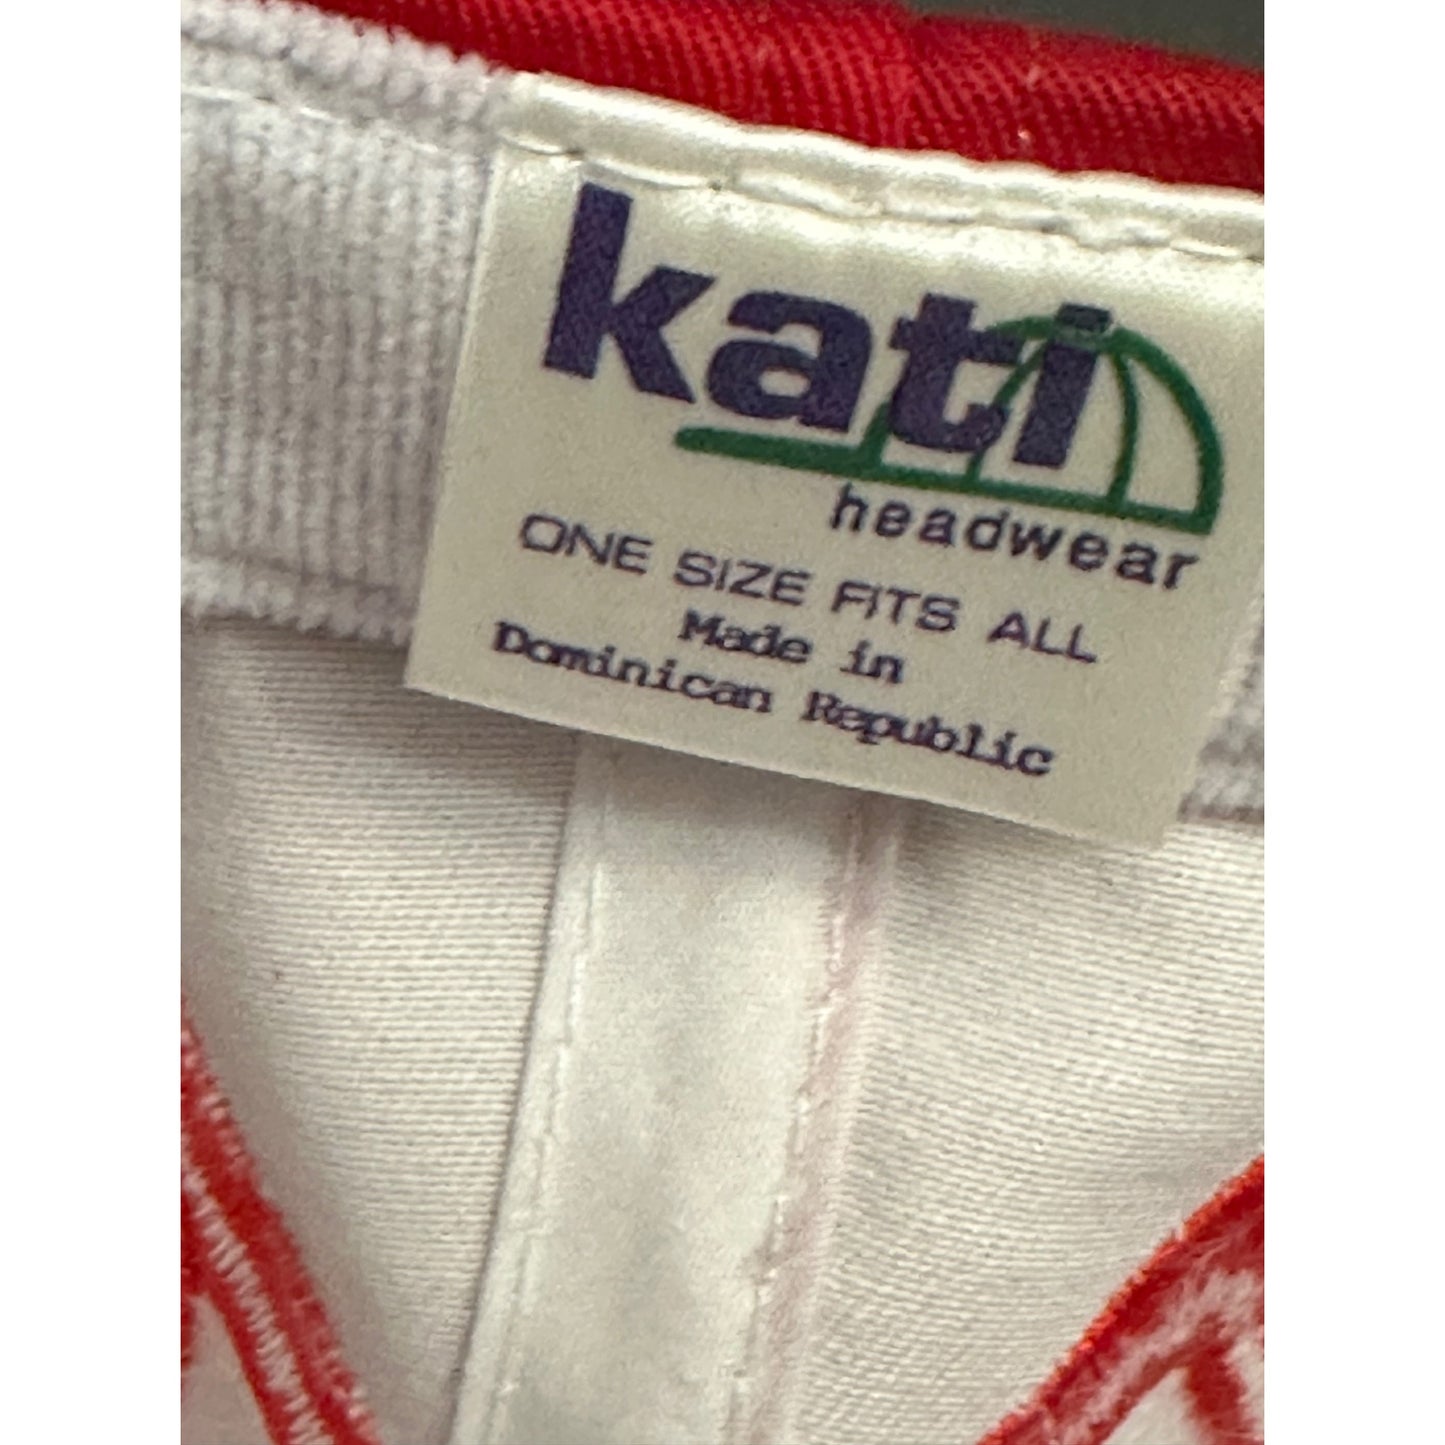 kati
headwear
ONE SIZE FITS ALL
Made in
Dominican Republic